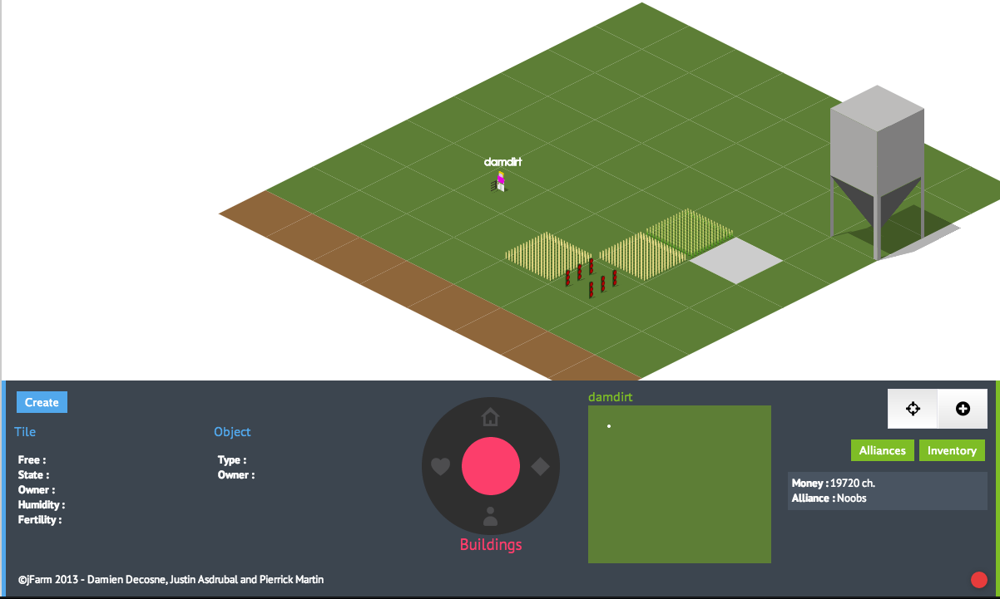 damdirt
Create
Tile
Object
Free :
State :
Owner :
Humidity :
Fertility :
Type :
Owner :
Buildings
damdirt
Alliances
Inventory
Money : 19720 ch.
Alliance : Noobs
©jFarm 2013 - Damien Decosne, Justin Asdrubal and Pierrick Martin